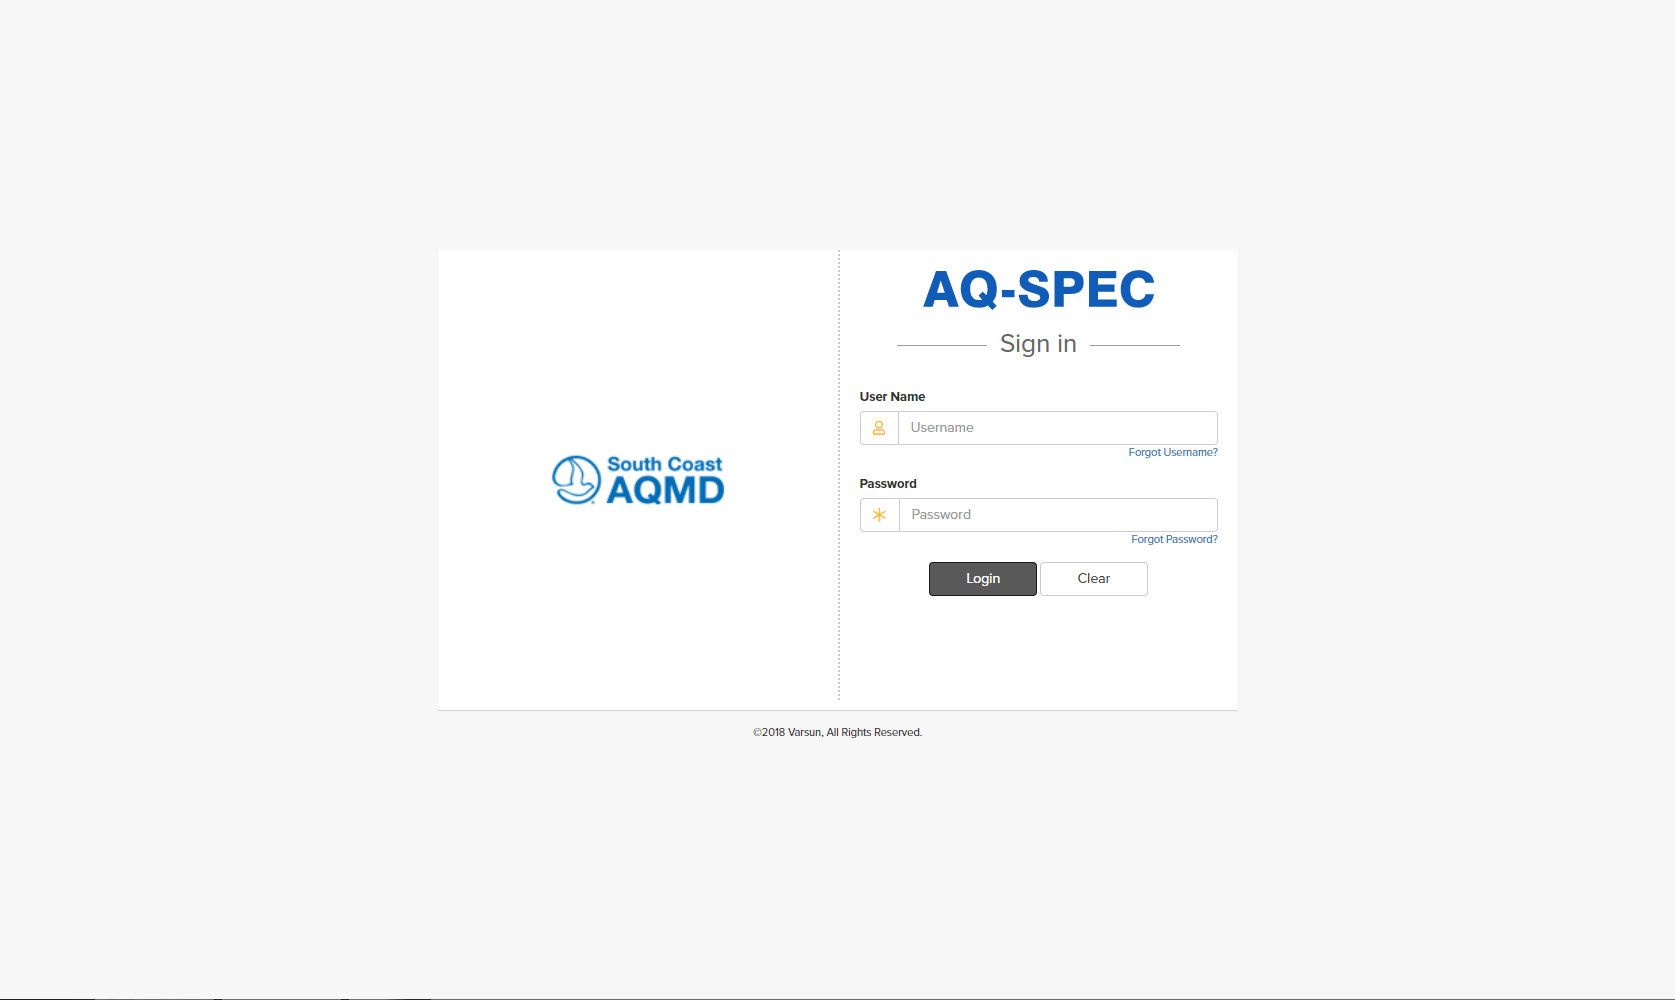 South Coast
AQMD
AQ-SPEC
Sign in
User Name
Username
Forgot Username?
Password
Password
Forgot Password?
Login
Clear
©2018 Varsun, All Rights Reserved.